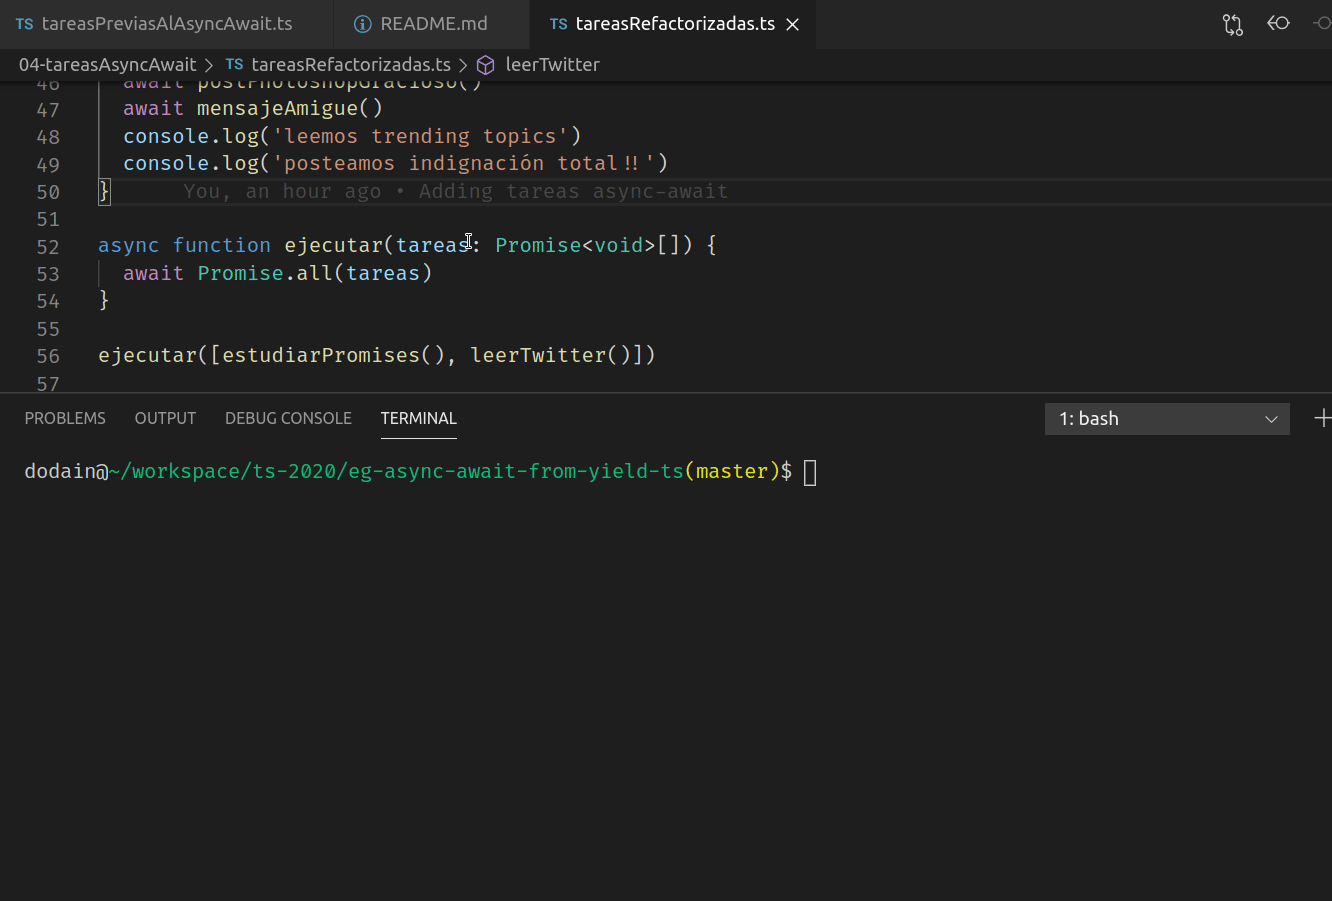 TS tareasPreviasAlAsyncAwait.ts README.md TS tareasRefactorizadas.ts
04-tareasAsyncAwait > TS tareasRefactorizadas.ts > leerTwitter
46 await postPhotoshopGracioso()
47 await mensajeAmigue()
48 console.log('leemos trending topics')
49 console.log('posteamos indignación total!!')
50 } You, an hour ago • Adding tareas async-await
51
52 async function ejecutar(tareas: Promise<void>[]) {
53 await Promise.all(tareas)
54 }
55
56 ejecutar([estudiarPromises(), leerTwitter()])
57
PROBLEMS OUTPUT DEBUG CONSOLE TERMINAL 1: bash
dodain@~/workspace/ts-2020/eg-async-await-from-yield-ts(master)$